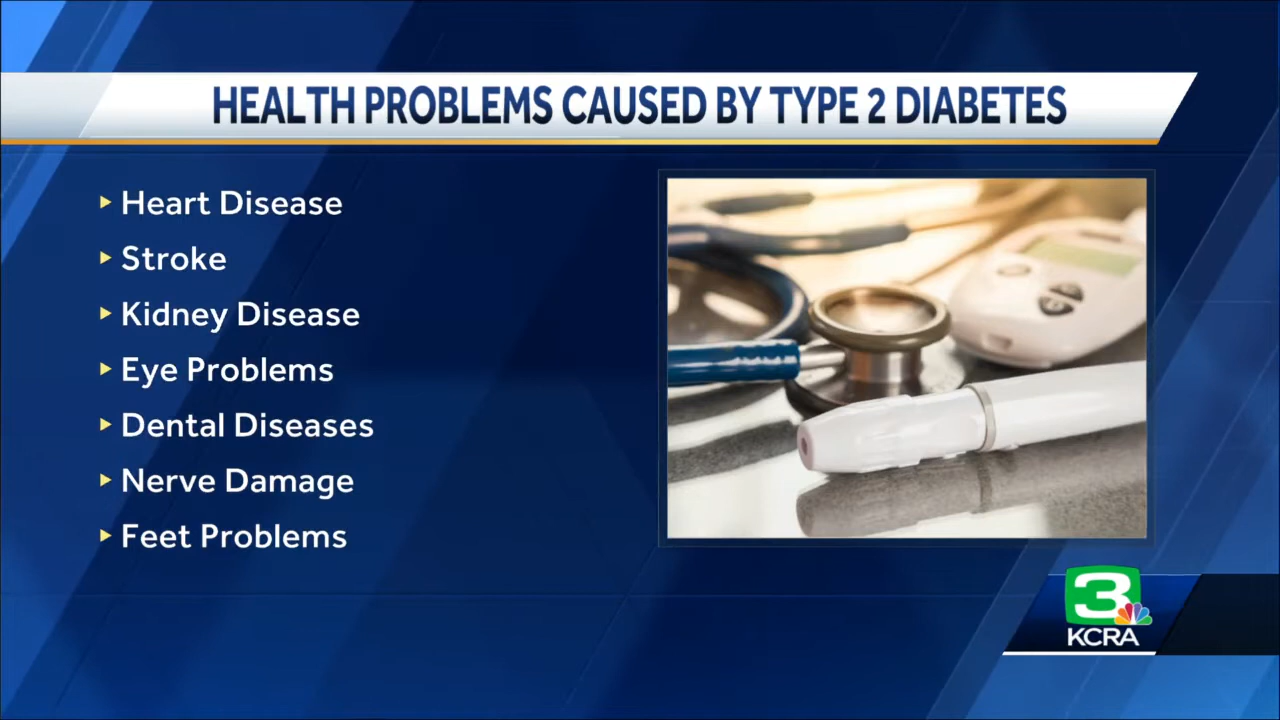 HEALTH PROBLEMS CAUSED BY TYPE 2 DIABETES
Heart Disease
Stroke
Kidney Disease
Eye Problems
Dental Diseases
Nerve Damage
Feet Problems
3
KCRA